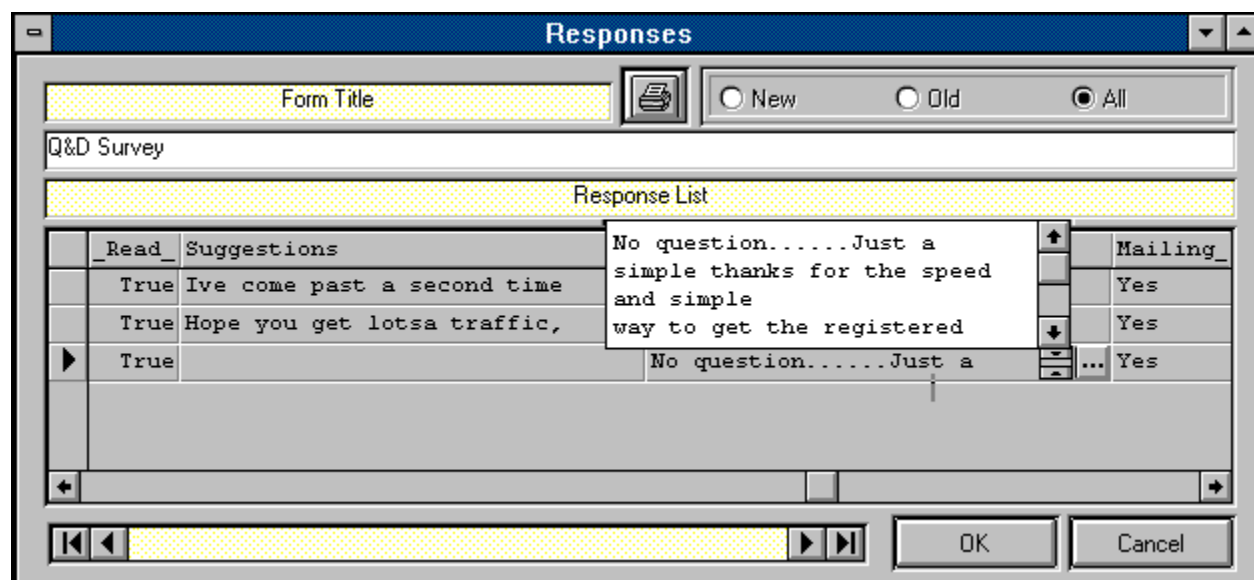 Responses
Form Title
New Old All
Q&D Survey
Response List
_Read_ Suggestions Mailing_
No question......Just a
simple thanks for the speed
and simple
way to get the registered
True Ive come past a second time Yes
True Hope you get lotsa traffic, Yes
True No question......Just a ... Yes
OK Cancel